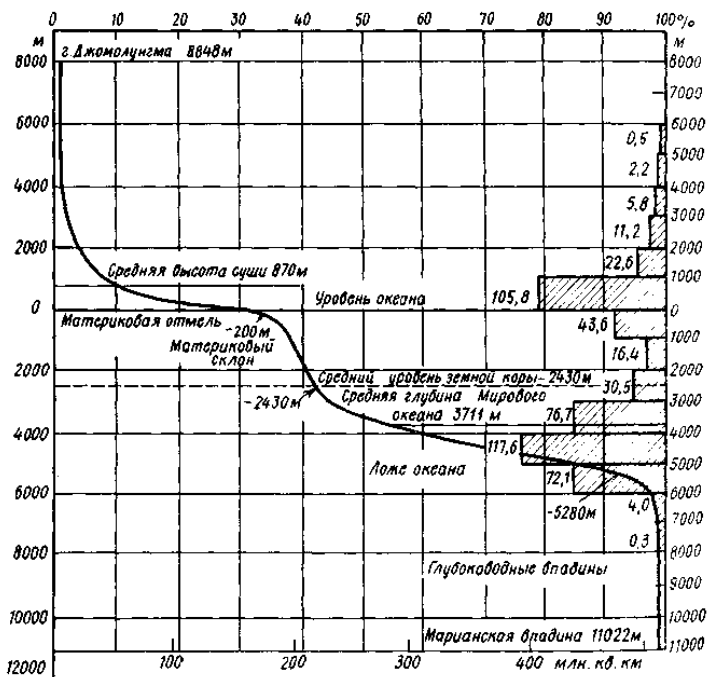 0 10 20 30 40 50 60 70 80 90 100%
м м
г. Джомолунгма 8848м
8000 8000
7000
6000 6000
0,5
5000
2,2
4000 4000
5,8
3000
11,2
2000 2000
22,6
Средняя высота суши 870м
1000
105,8
0 Уровень океана 0
Материковая отмель
-200м
43,6
1000
Материковый
склон
16,4
2000 2000
Средний уровень земной коры-2430м
30,5
-2430м
Средняя глубина Мирового
океана 3711 м
3000
76,7
4000 4000
117,6
Ложе океана
5000
72,1
6000 6000
-5280м
4,0
7000
0,3
8000 8000
Глубоководные впадины
9000
10000 10000
Марианская впадина 11022м
11000
12000 100 200 300 400 млн. кв. км